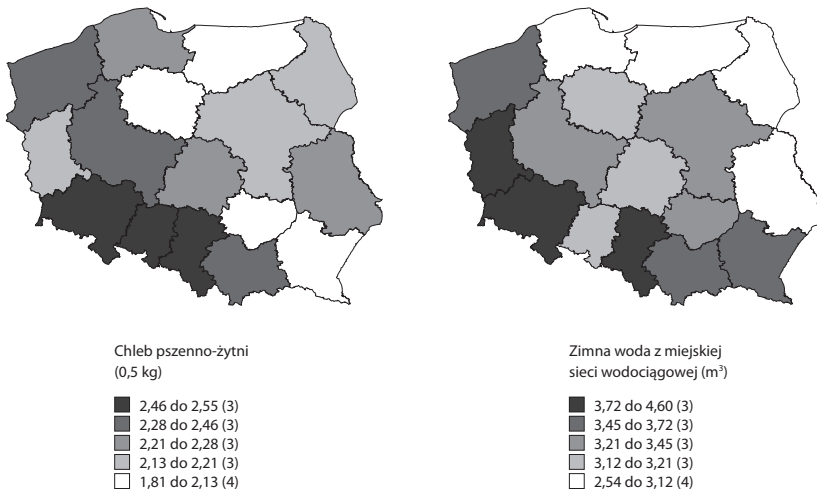 Chleb pszenno-żytni
(0,5 kg)
2,46 do 2,55 (3)
2,28 do 2,46 (3)
2,21 do 2,28 (3)
2,13 do 2,21 (3)
1,81 do 2,13 (4)
Zimna woda z miejskiej
sieci wodociągowej (m³)
3,72 do 4,60 (3)
3,45 do 3,72 (3)
3,21 do 3,45 (3)
3,12 do 3,21 (3)
2,54 do 3,12 (4)